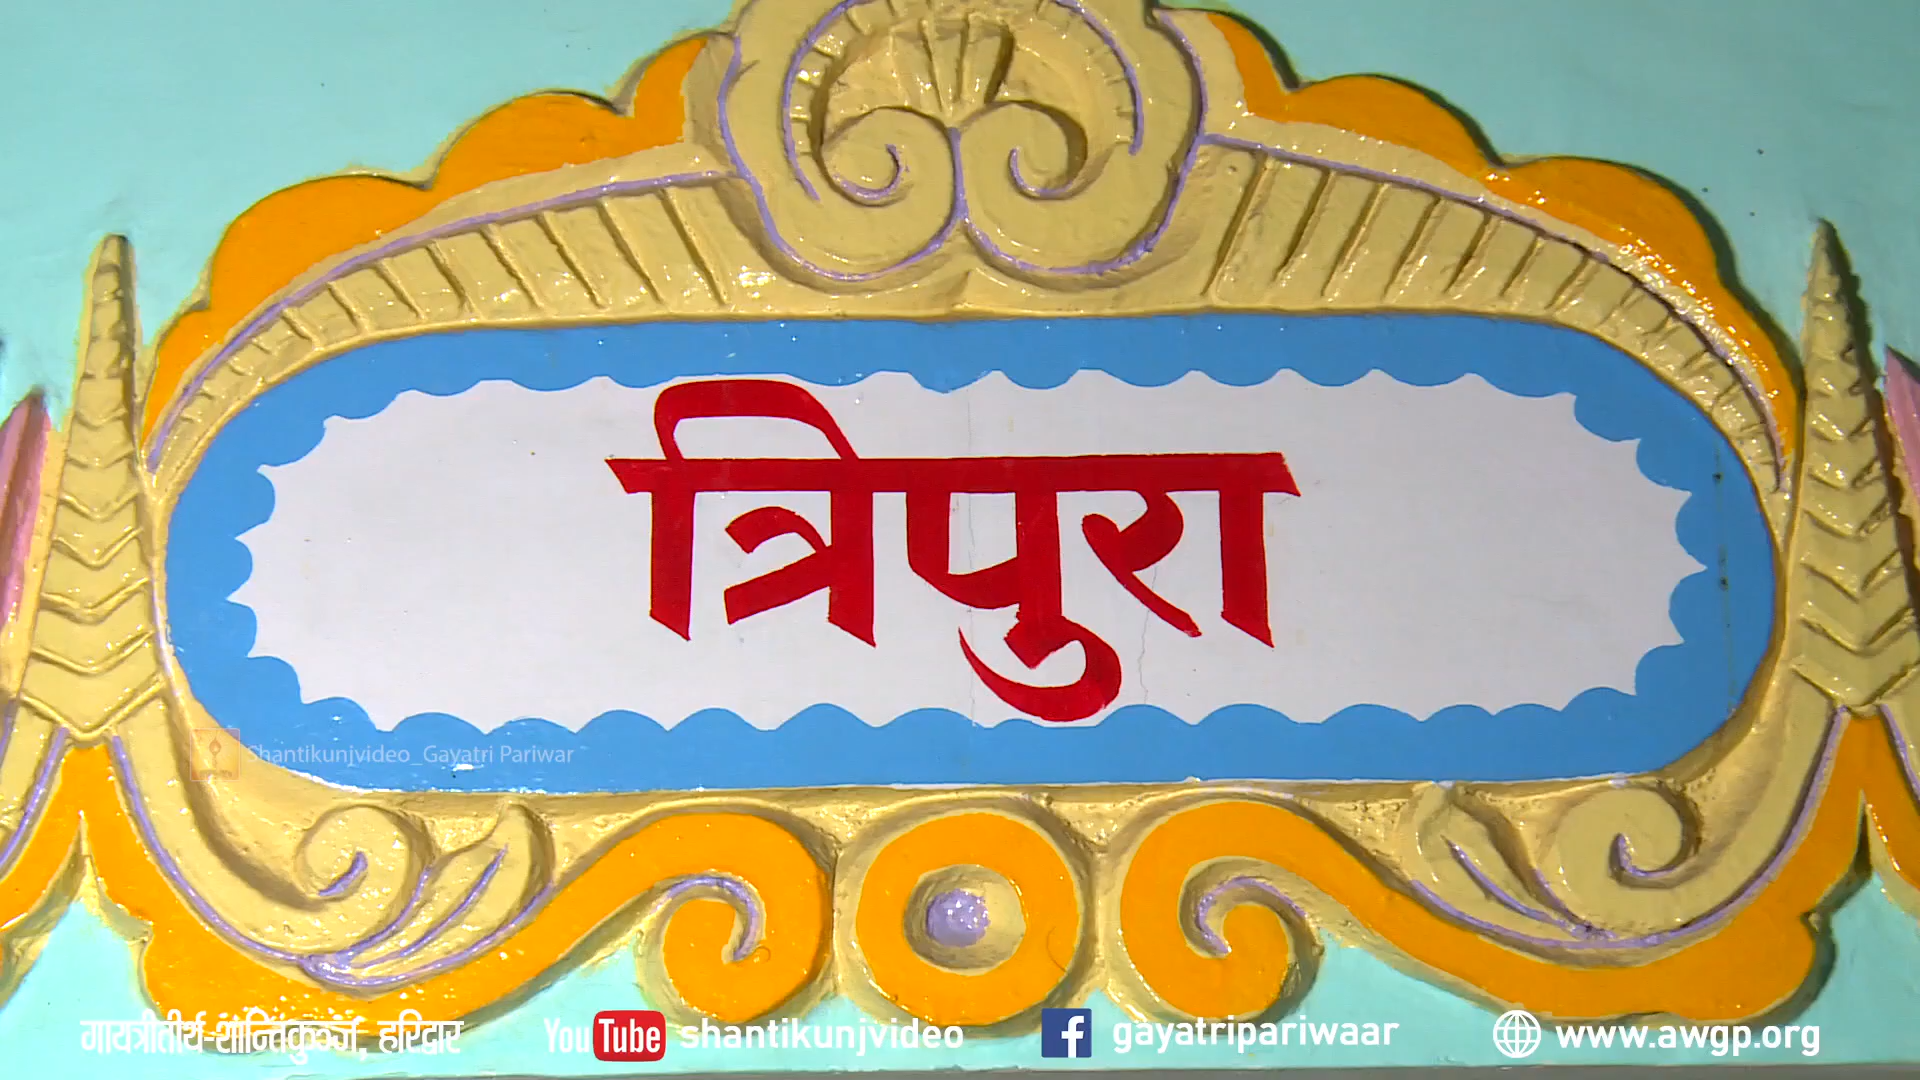 त्रिपुरा
Shantikunjvideo_Gayatri Pariwar
गायत्रीतीर्थ-शान्तिकुञ्ज, हरिद्वार YouTube shantikunjvideo gayatripariwaar www.awgp.org